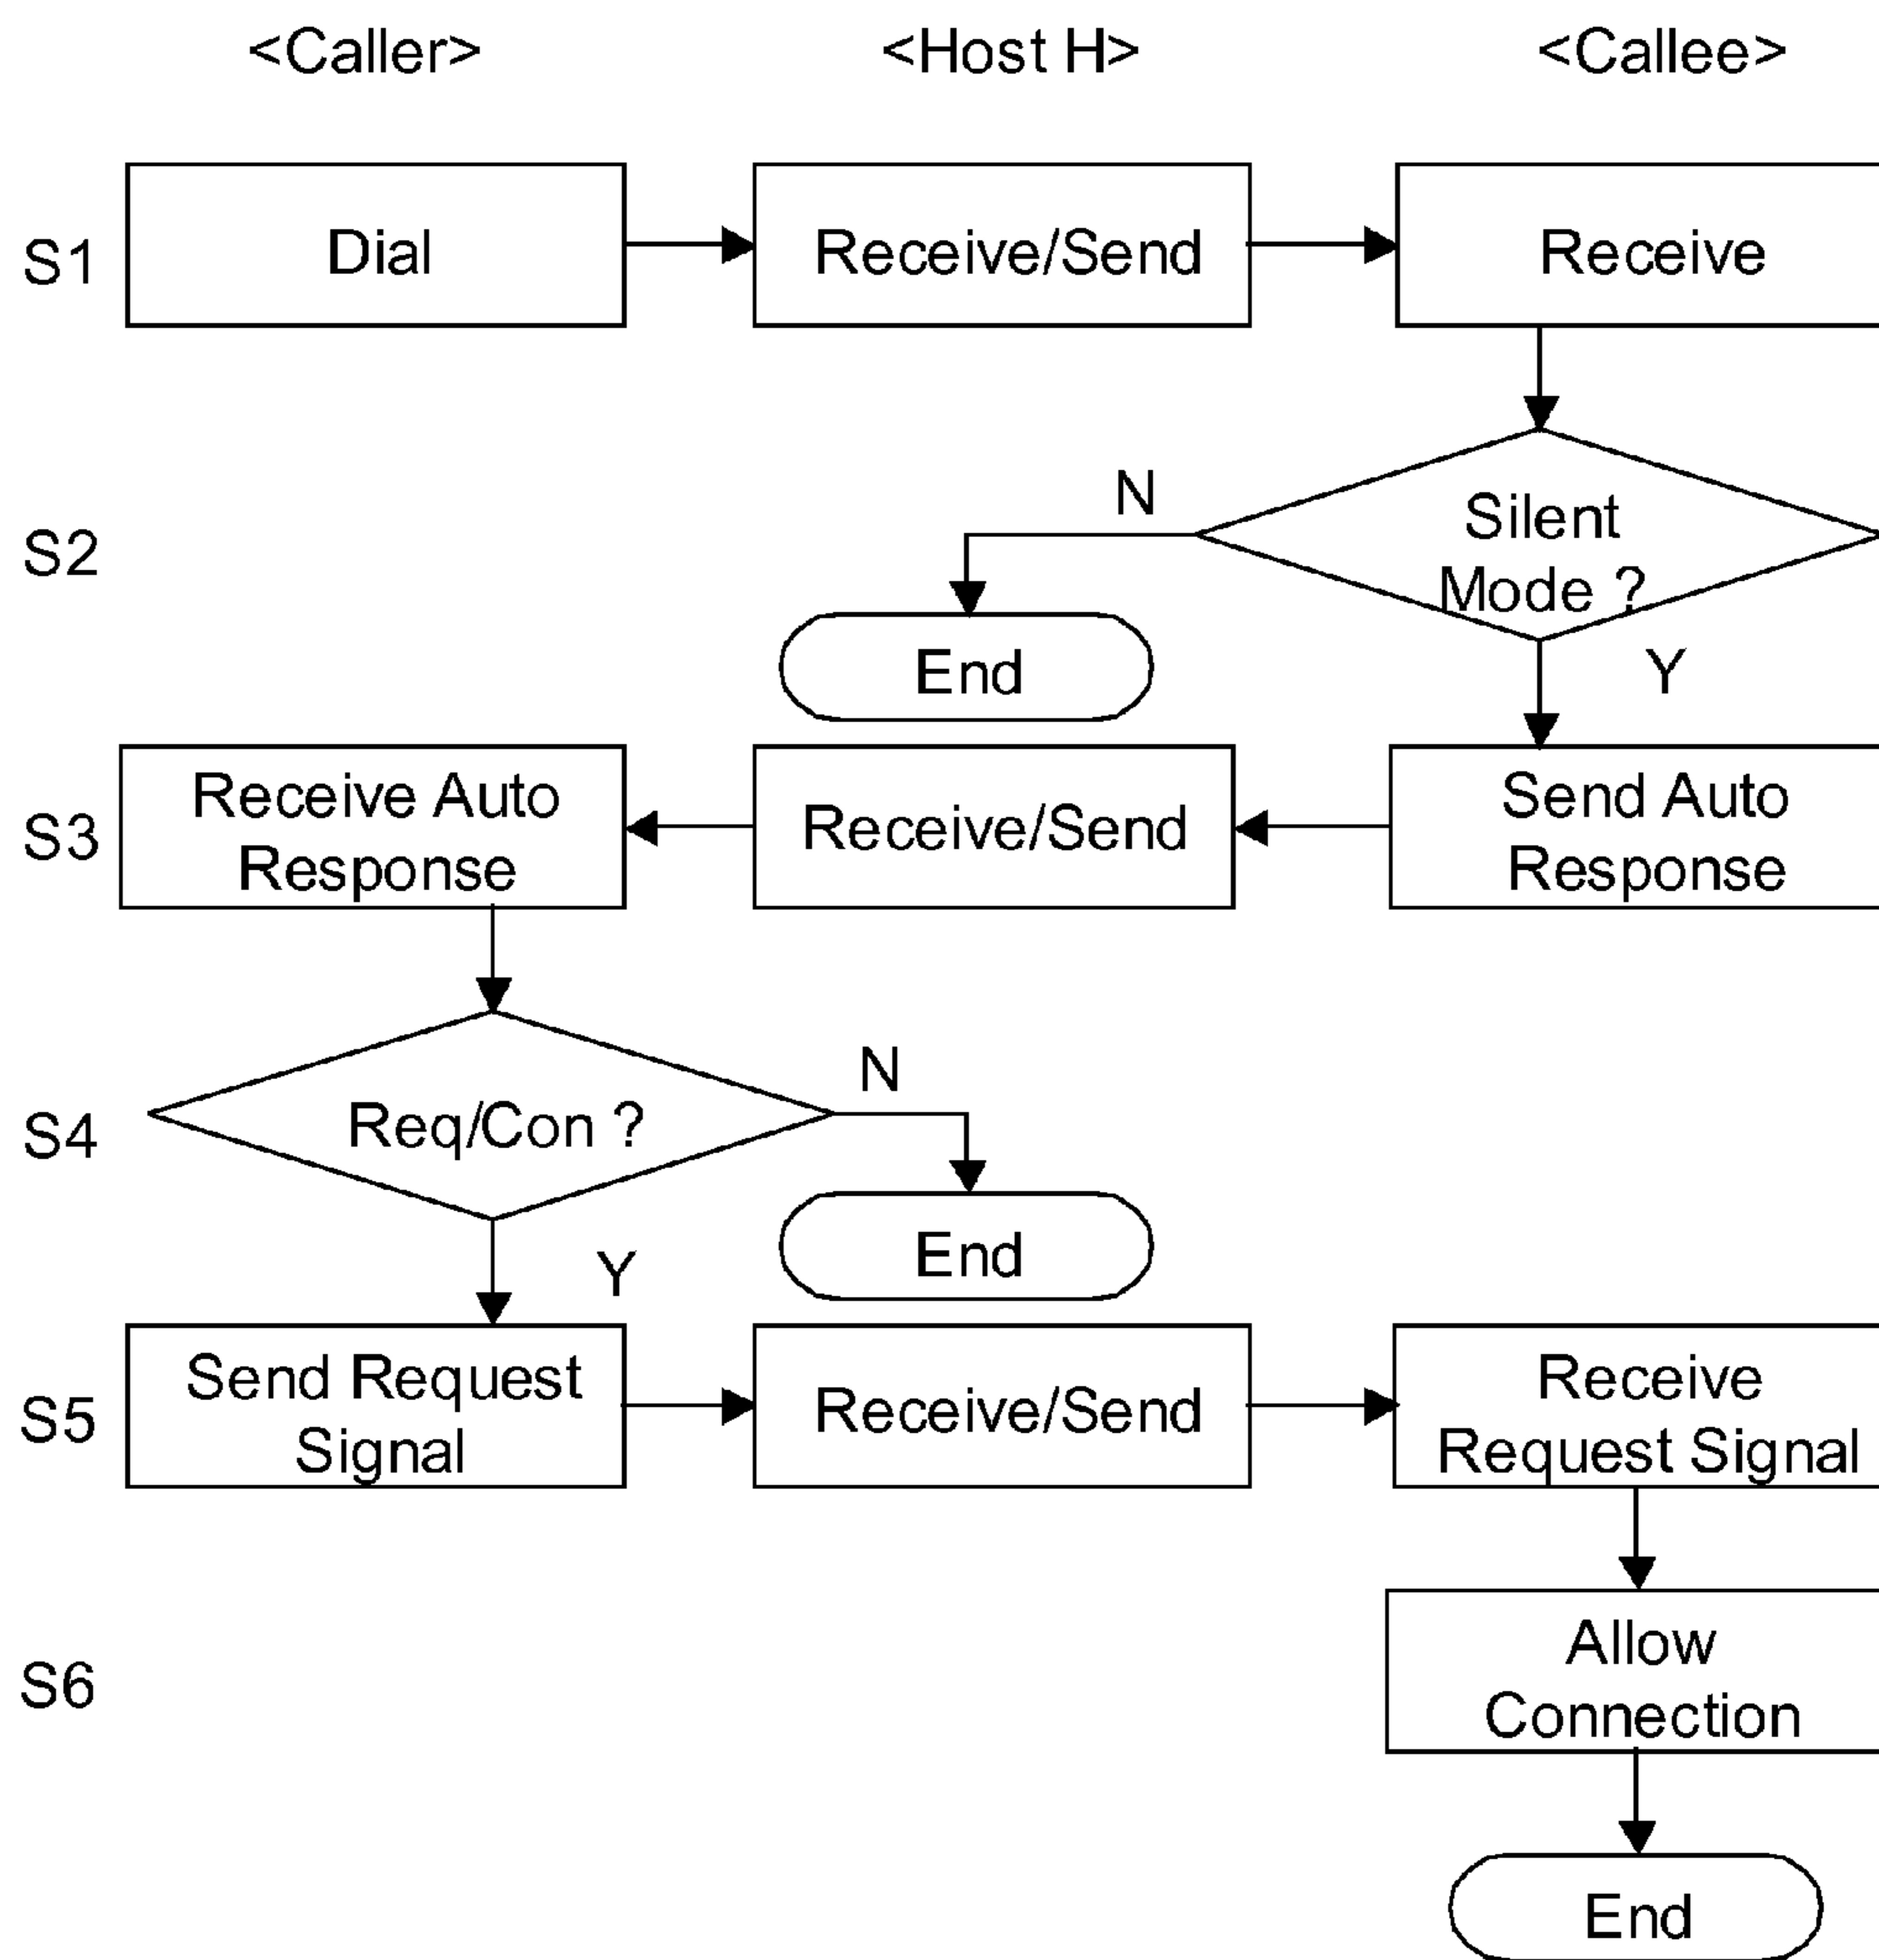 <Caller>
<Host H>
<Callee>
S1
Dial
Receive/Send
Receive
S2
N
Silent
Mode ?
End
Y
S3
Receive Auto
Response
Receive/Send
Send Auto
Response
S4
Req/Con ?
N
End
Y
S5
Send Request
Signal
Receive/Send
Receive
Request Signal
S6
Allow
Connection
End